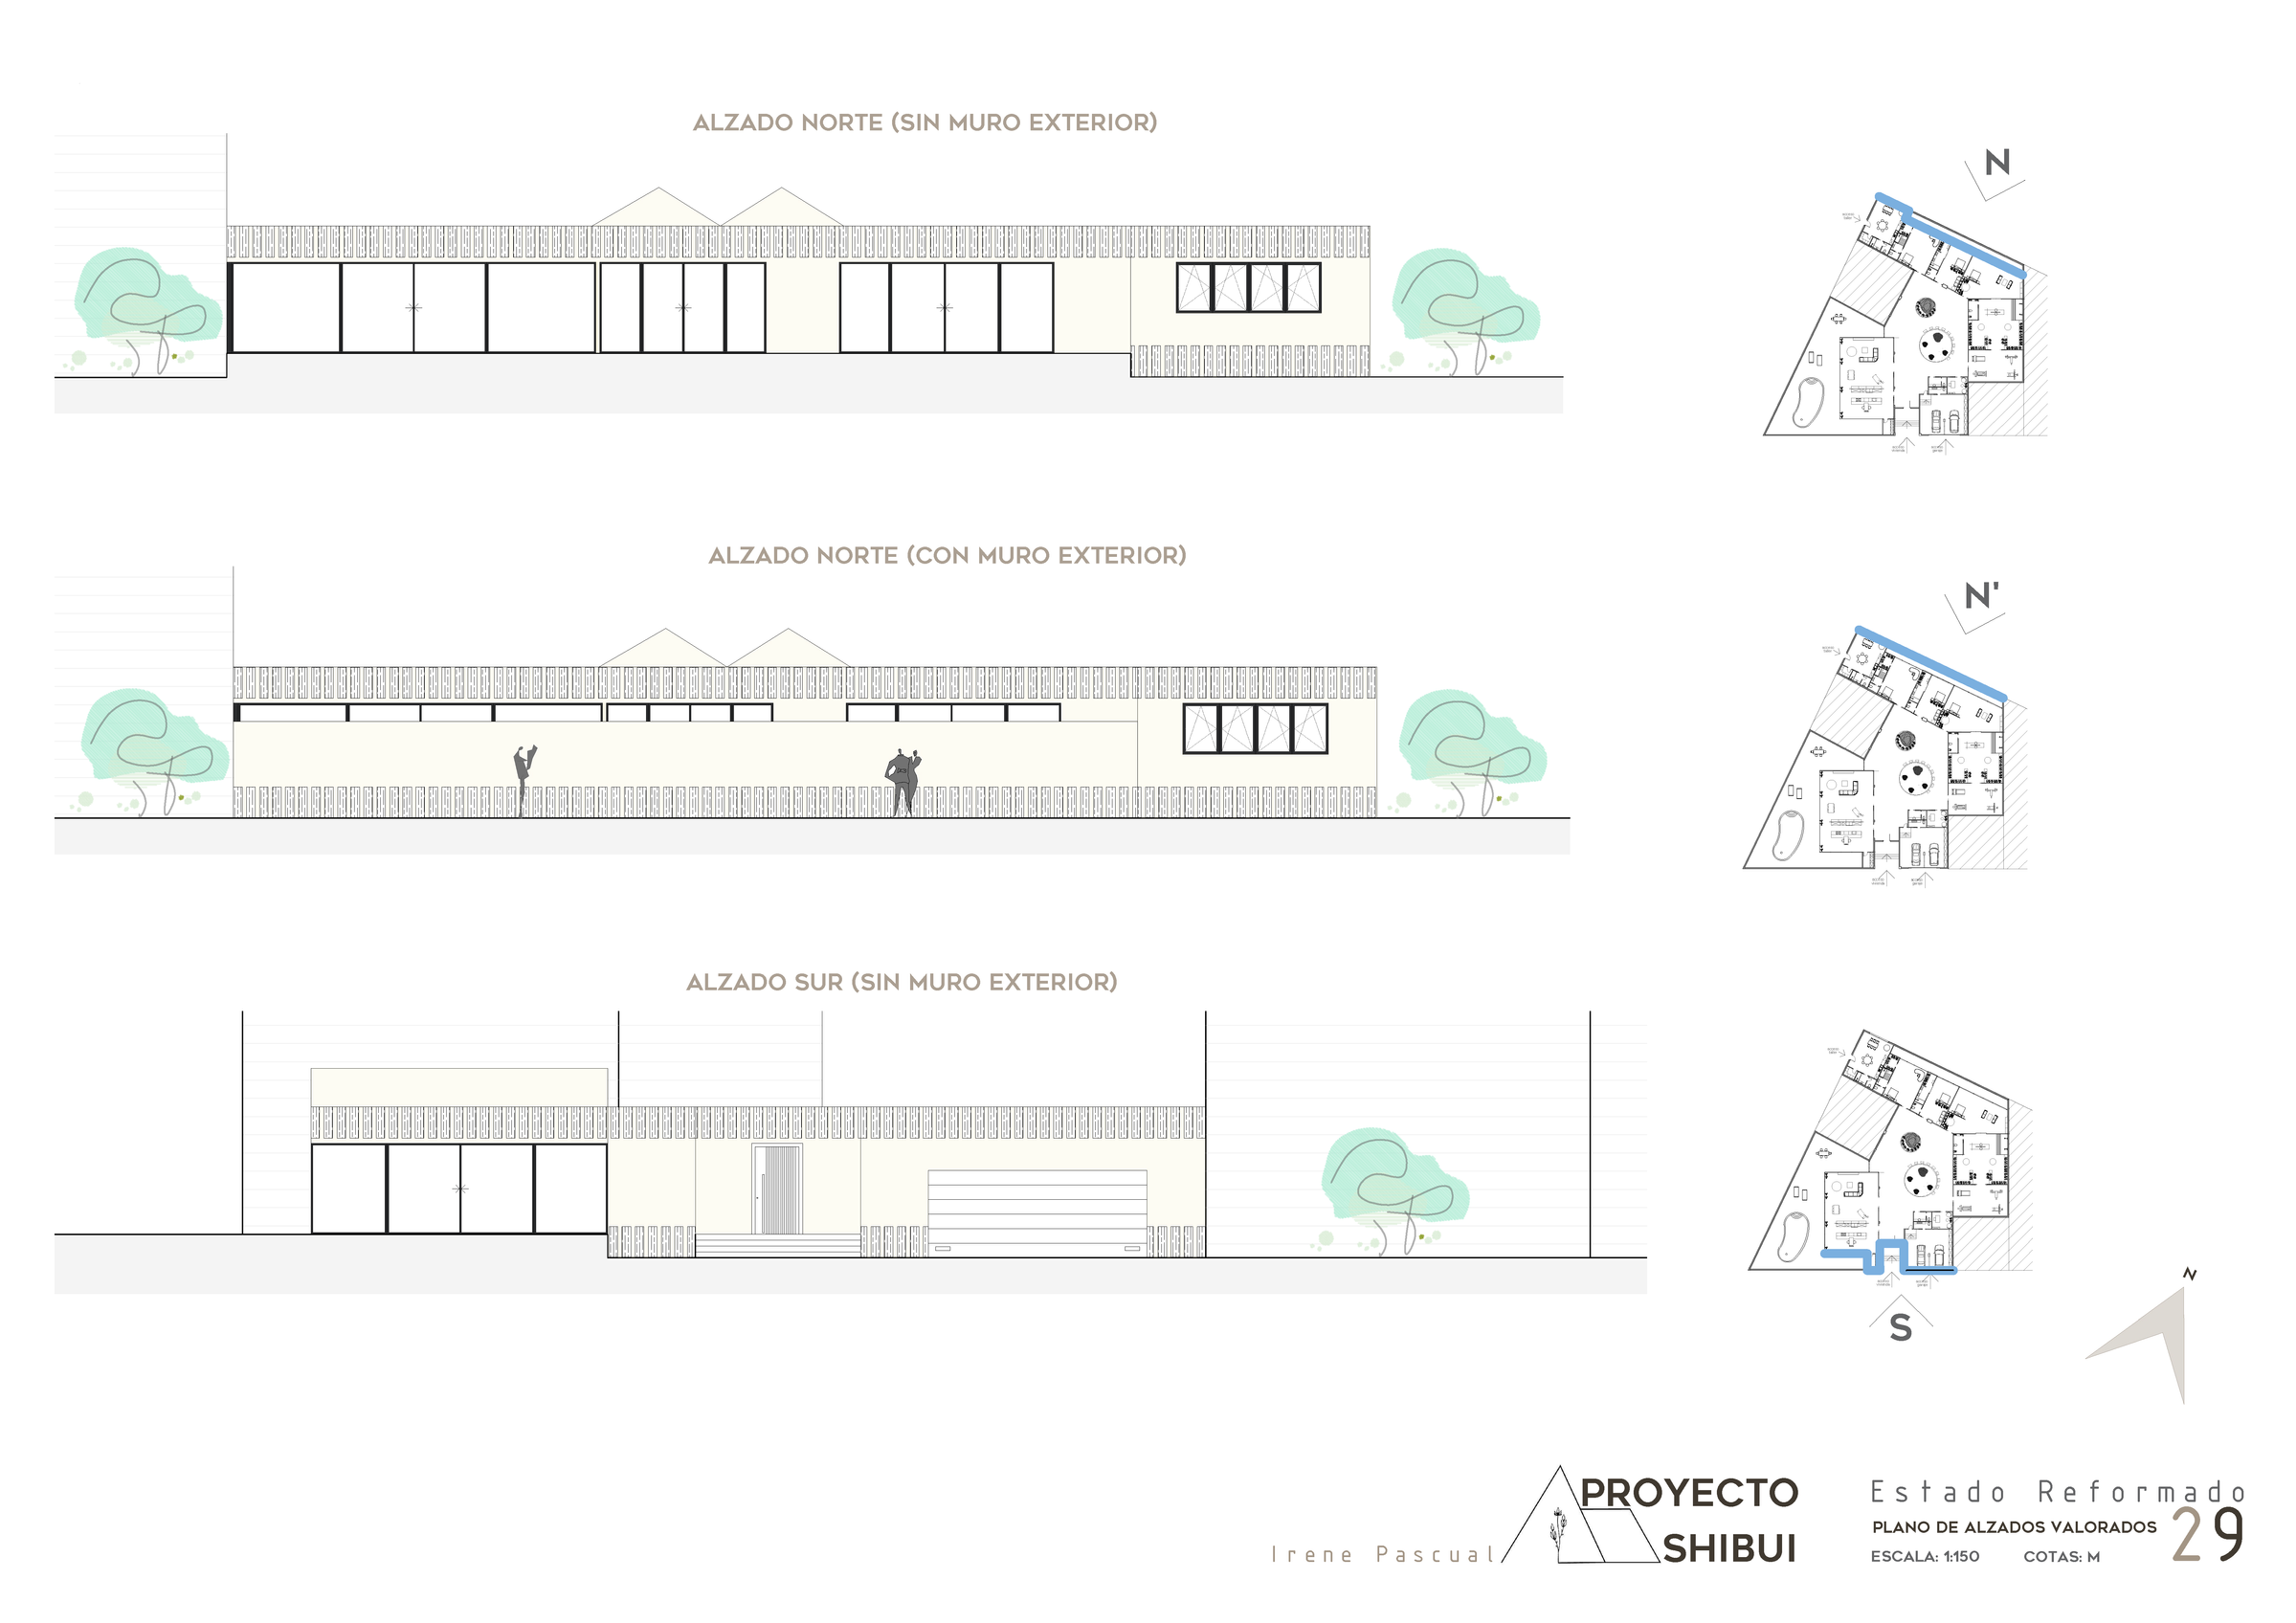 ALZADO NORTE (SIN MURO EXTERIOR)
N
ALZADO NORTE (CON MURO EXTERIOR)
N'
ALZADO SUR (SIN MURO EXTERIOR)
S
N
Irene Pascual
PROYECTO
SHIBUI
Estado Reformado
PLANO DE ALZADOS VALORADOS
29
ESCALA: 1:150 COTAS: M